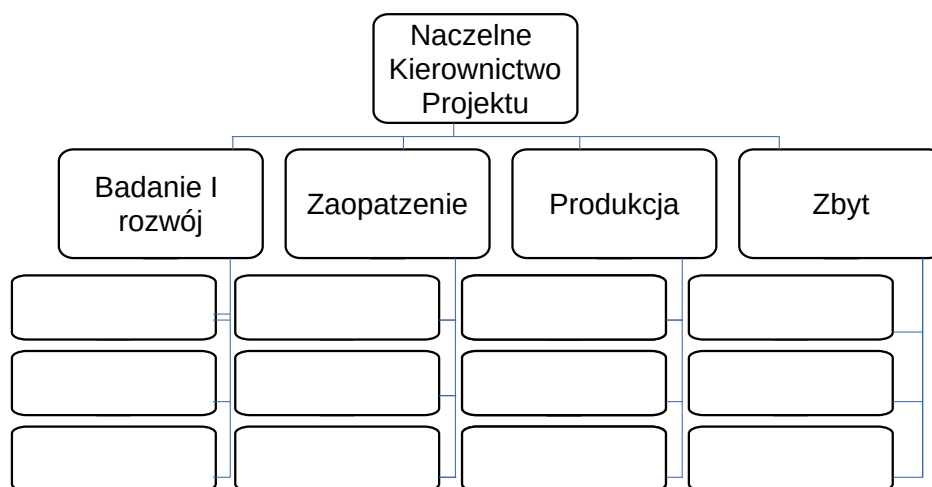 Naczelne
Kierownictwo
Projektu
Badanie I
rozwój
Zaopatzenie
Produkcja
Zbyt